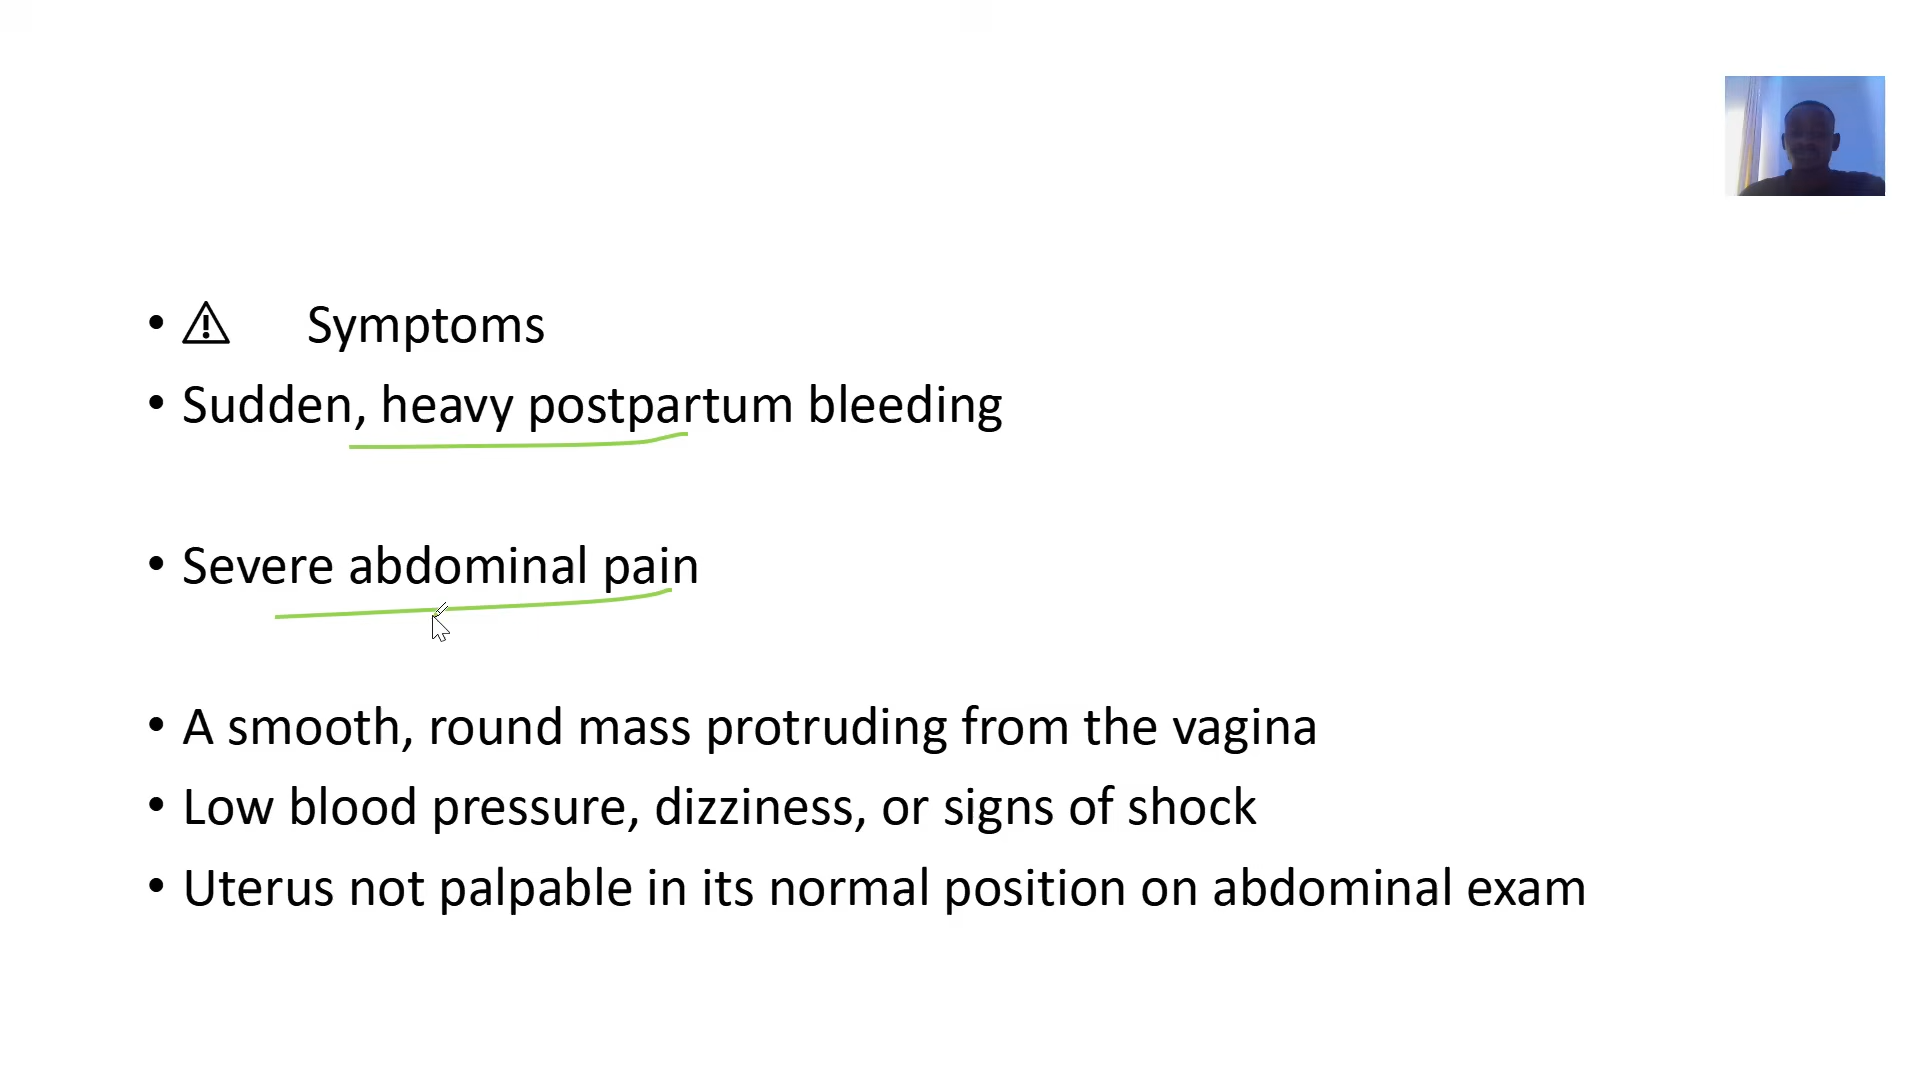 • ⚠ Symptoms
• Sudden, heavy postpartum bleeding
• Severe abdominal pain
• A smooth, round mass protruding from the vagina
• Low blood pressure, dizziness, or signs of shock
• Uterus not palpable in its normal position on abdominal exam